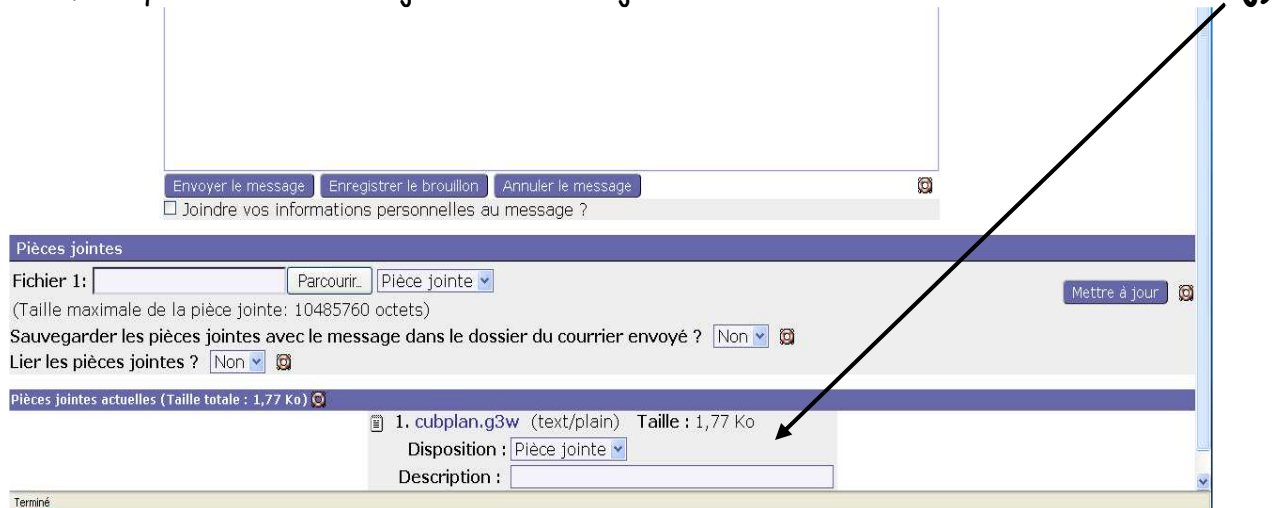 Envoyer le message Enregistrer le brouillon Annuler le message
Joindre vos informations personnelles au message ?
Pièces jointes
Fichier 1: Parcourir... Pièce jointe
Mettre à jour
(Taille maximale de la pièce jointe: 10485760 octets)
Sauvegarder les pièces jointes avec le message dans le dossier du courrier envoyé ? Non
Lier les pièces jointes ? Non
Pièces jointes actuelles (Taille totale : 1,77 Ko)
1. cubplan.g3w (text/plain) Taille : 1,77 Ko
Disposition : Pièce jointe
Description :
Terminé